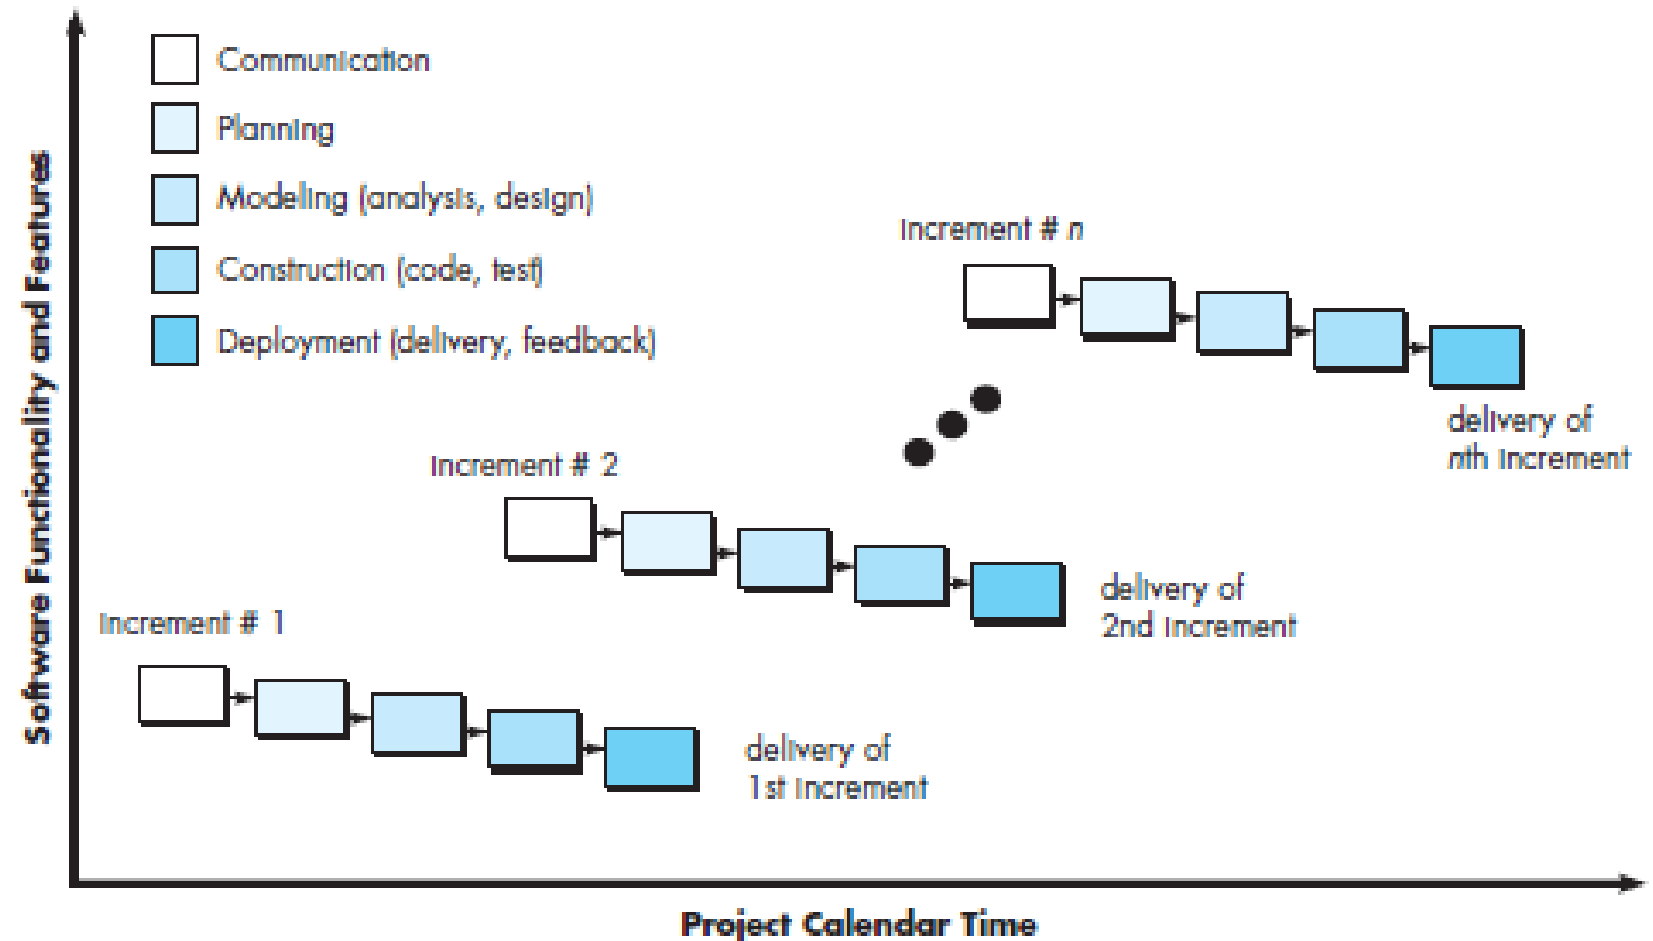 Communication
Planning
Modeling (analysis, design)
Construction (code, test)
Deployment (delivery, feedback)
Software Functionality and Features
Increment # n
delivery of
nth Increment
Increment # 2
delivery of
2nd Increment
Increment # 1
delivery of
1st Increment
Project Calendar Time